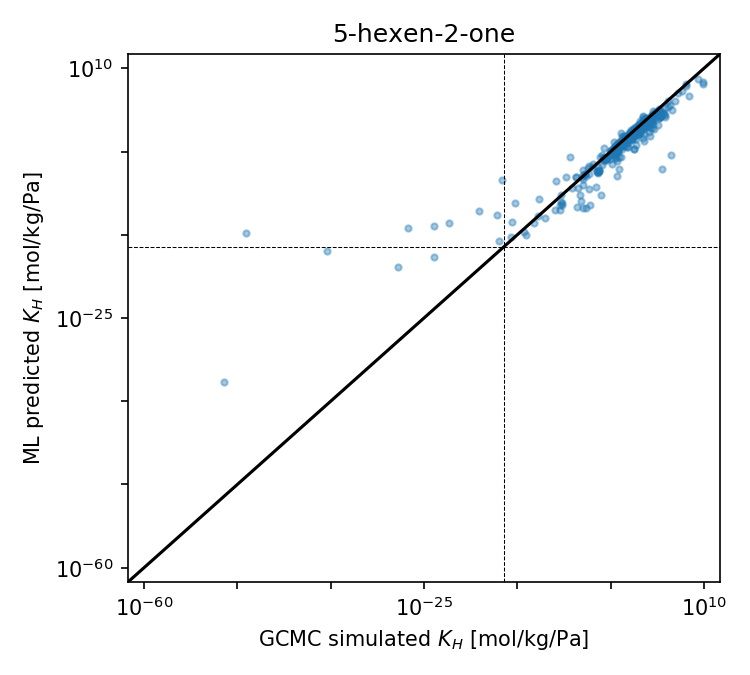 5-hexen-2-one
10^10
10^-25
10^-60
ML predicted K_H [mol/kg/Pa]
10^-60
10^-25
10^10
GCMC simulated K_H [mol/kg/Pa]